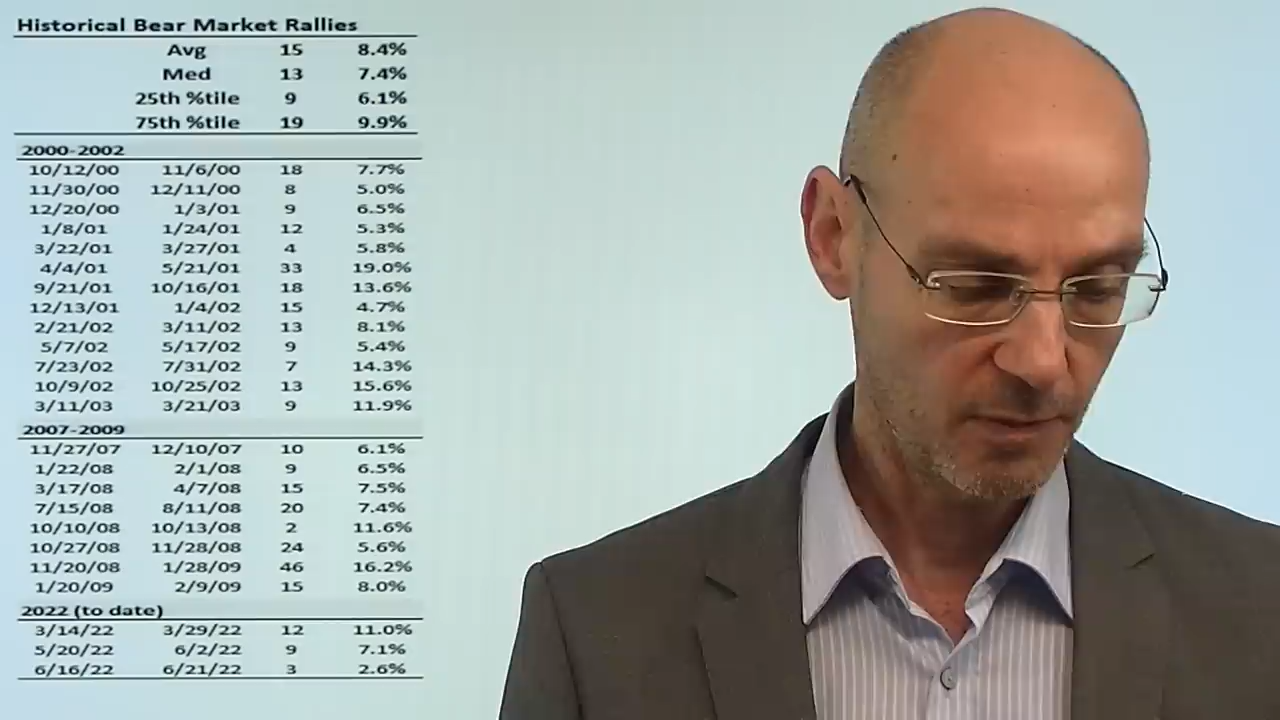 Historical Bear Market Rallies
Avg 15 8.4%
Med 13 7.4%
25th %tile 9 6.1%
75th %tile 19 9.9%
2000-2002
10/12/00 11/6/00 18 7.7%
11/30/00 12/11/00 8 5.0%
12/20/00 1/3/01 9 6.5%
1/8/01 1/24/01 12 5.3%
3/22/01 3/27/01 4 5.8%
4/4/01 5/21/01 33 19.0%
9/21/01 10/16/01 18 13.6%
12/13/01 1/4/02 15 4.7%
2/21/02 3/11/02 13 8.1%
5/7/02 5/17/02 9 5.4%
7/23/02 7/31/02 7 14.3%
10/9/02 10/25/02 13 15.6%
3/11/03 3/21/03 9 11.9%
2007-2009
11/27/07 12/10/07 10 6.1%
1/22/08 2/1/08 9 6.5%
3/17/08 4/7/08 15 7.5%
7/15/08 8/11/08 20 7.4%
10/10/08 10/13/08 2 11.6%
10/27/08 11/28/08 24 5.6%
11/20/08 1/28/09 46 16.2%
1/20/09 2/9/09 15 8.0%
2022 (to date)
3/14/22 3/29/22 12 11.0%
5/20/22 6/2/22 9 7.1%
6/16/22 6/21/22 3 2.6%